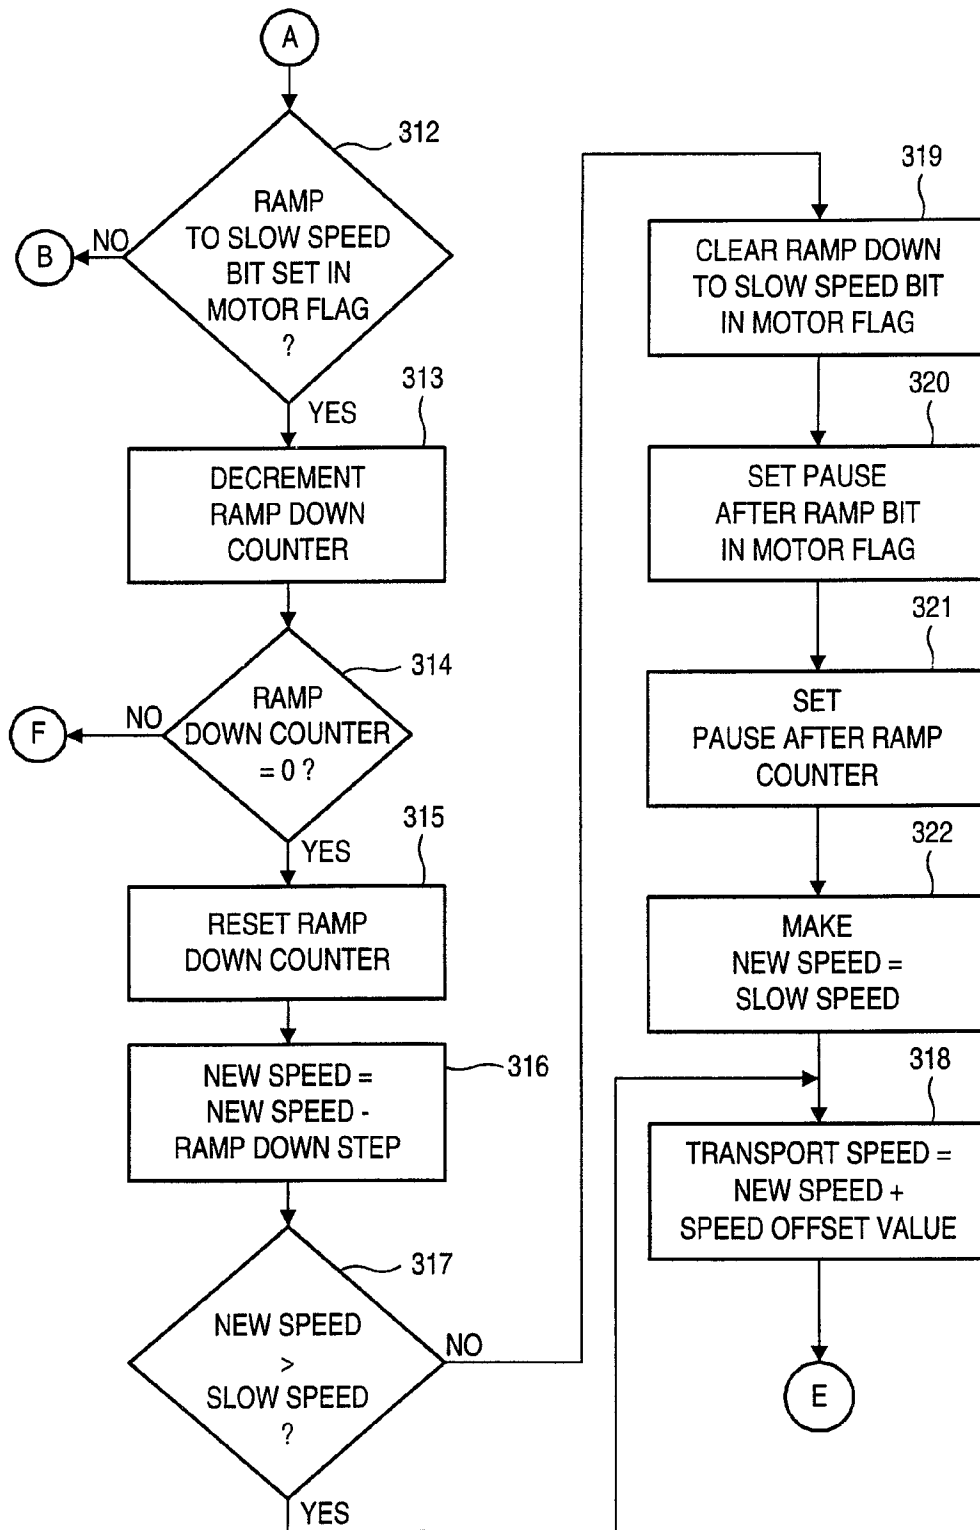 A
312
RAMP
TO SLOW SPEED
BIT SET IN
MOTOR FLAG
?
NO
B
YES
313
DECREMENT
RAMP DOWN
COUNTER
314
RAMP
DOWN COUNTER
= 0 ?
NO
F
YES
315
RESET RAMP
DOWN COUNTER
316
NEW SPEED =
NEW SPEED -
RAMP DOWN STEP
317
NEW SPEED
>
SLOW SPEED
?
NO
YES
319
CLEAR RAMP DOWN
TO SLOW SPEED BIT
IN MOTOR FLAG
320
SET PAUSE
AFTER RAMP BIT
IN MOTOR FLAG
321
SET
PAUSE AFTER RAMP
COUNTER
322
MAKE
NEW SPEED =
SLOW SPEED
318
TRANSPORT SPEED =
NEW SPEED +
SPEED OFFSET VALUE
E